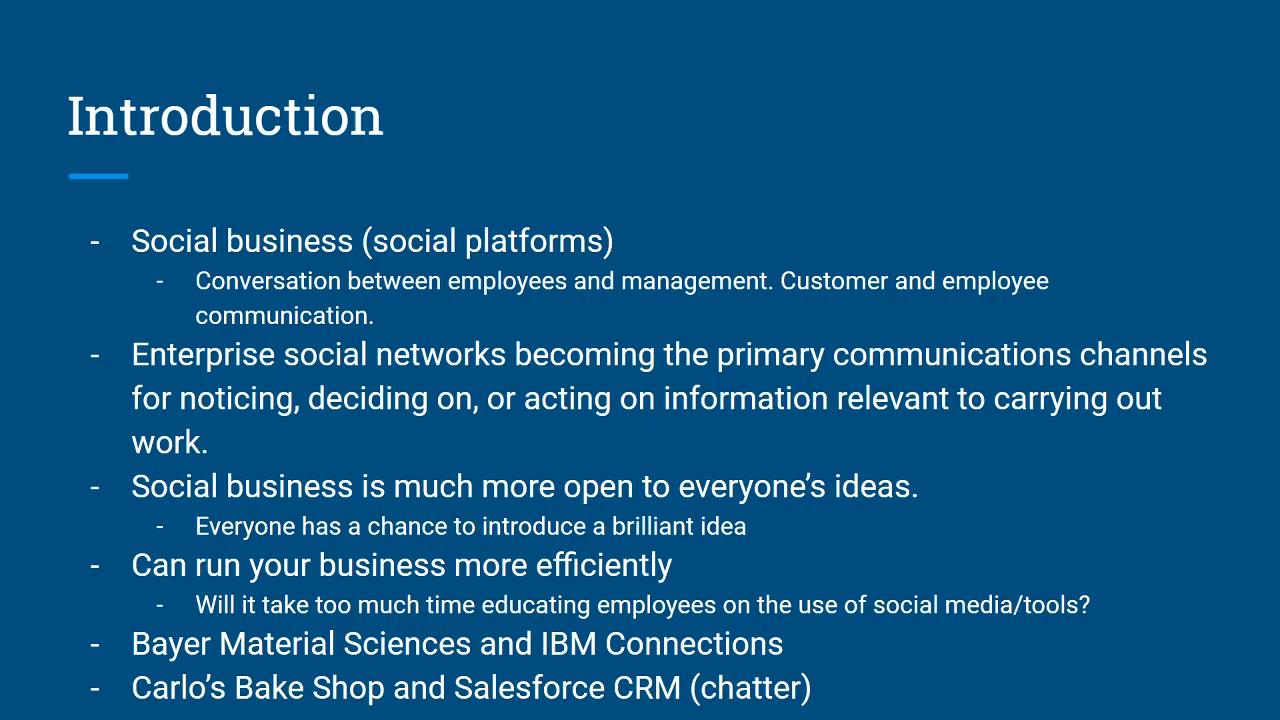 Introduction
- Social business (social platforms)
- Conversation between employees and management. Customer and employee
communication.
- Enterprise social networks becoming the primary communications channels
for noticing, deciding on, or acting on information relevant to carrying out
work.
- Social business is much more open to everyone’s ideas.
- Everyone has a chance to introduce a brilliant idea
- Can run your business more efficiently
- Will it take too much time educating employees on the use of social media/tools?
- Bayer Material Sciences and IBM Connections
- Carlo’s Bake Shop and Salesforce CRM (chatter)